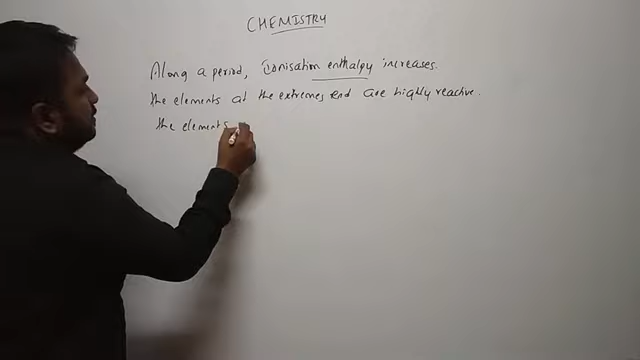 CHEMISTRY
Along a period, Ionisation enthalpy increases.
the elements at the extremes end are highly reactive.
the elements